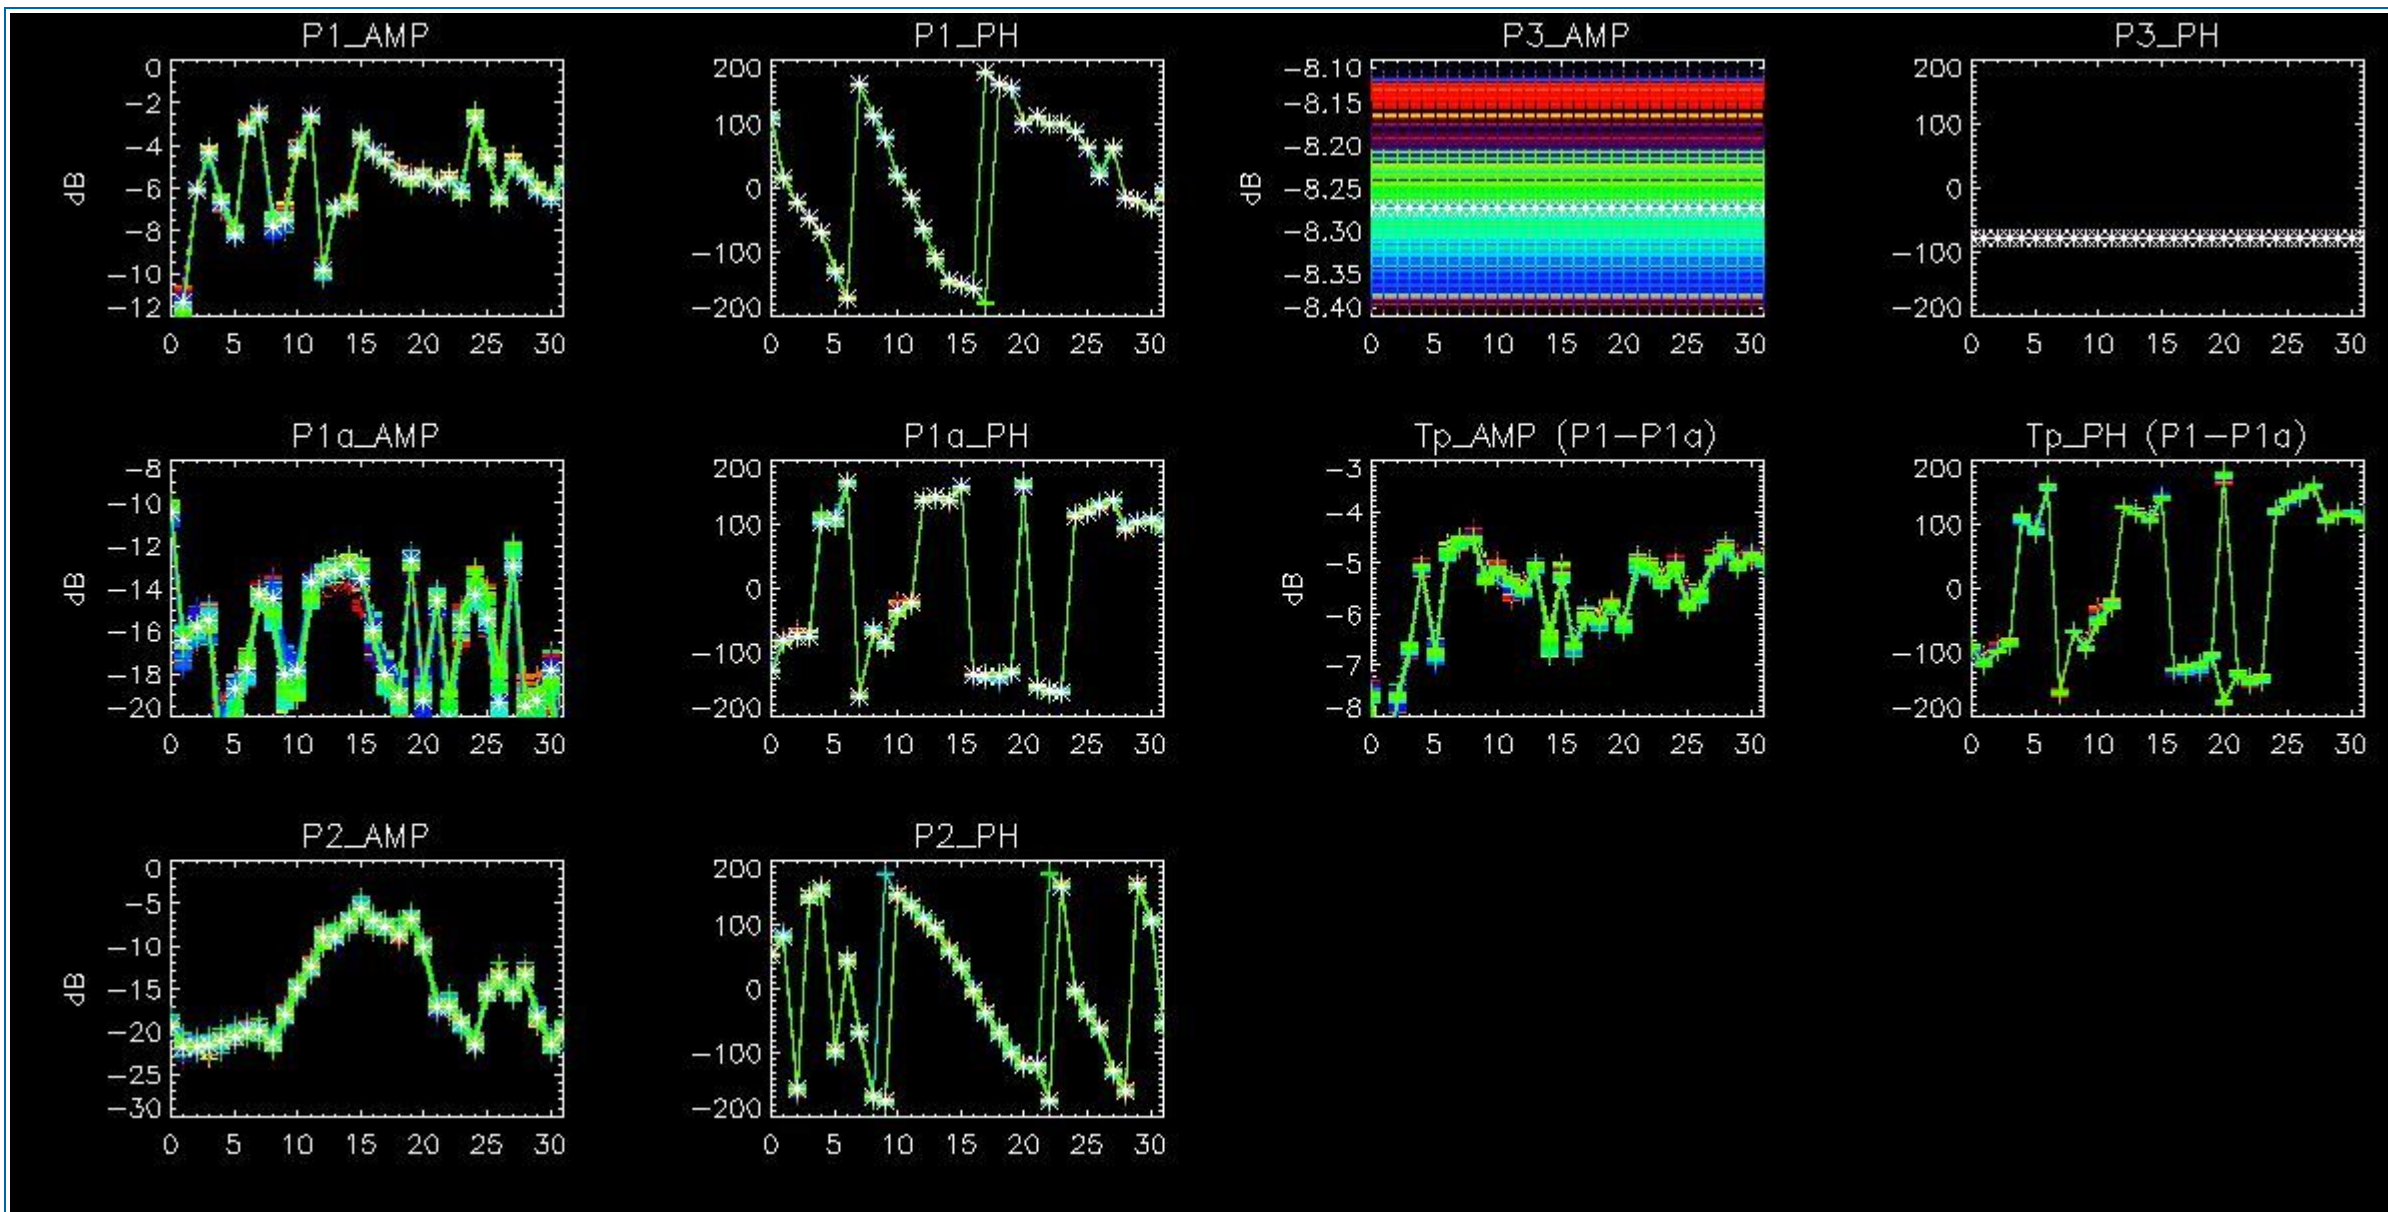 P1_AMP
0
−2
−4
−6
−8
−10
−12
dB
0 5 10 15 20 25 30
P1_PH
200
100
0
−100
−200
0 5 10 15 20 25 30
P3_AMP
−8.10
−8.15
−8.20
−8.25
−8.30
−8.35
−8.40
dB
0 5 10 15 20 25 30
P3_PH
200
100
0
−100
−200
0 5 10 15 20 25 30
P1a_AMP
−8
−10
−12
−14
−16
−18
−20
dB
0 5 10 15 20 25 30
P1a_PH
200
100
0
−100
−200
0 5 10 15 20 25 30
Tp_AMP (P1−P1a)
−3
−4
−5
−6
−7
−8
dB
0 5 10 15 20 25 30
Tp_PH (P1−P1a)
200
100
0
−100
−200
0 5 10 15 20 25 30
P2_AMP
0
−5
−10
−15
−20
−25
−30
dB
0 5 10 15 20 25 30
P2_PH
200
100
0
−100
−200
0 5 10 15 20 25 30